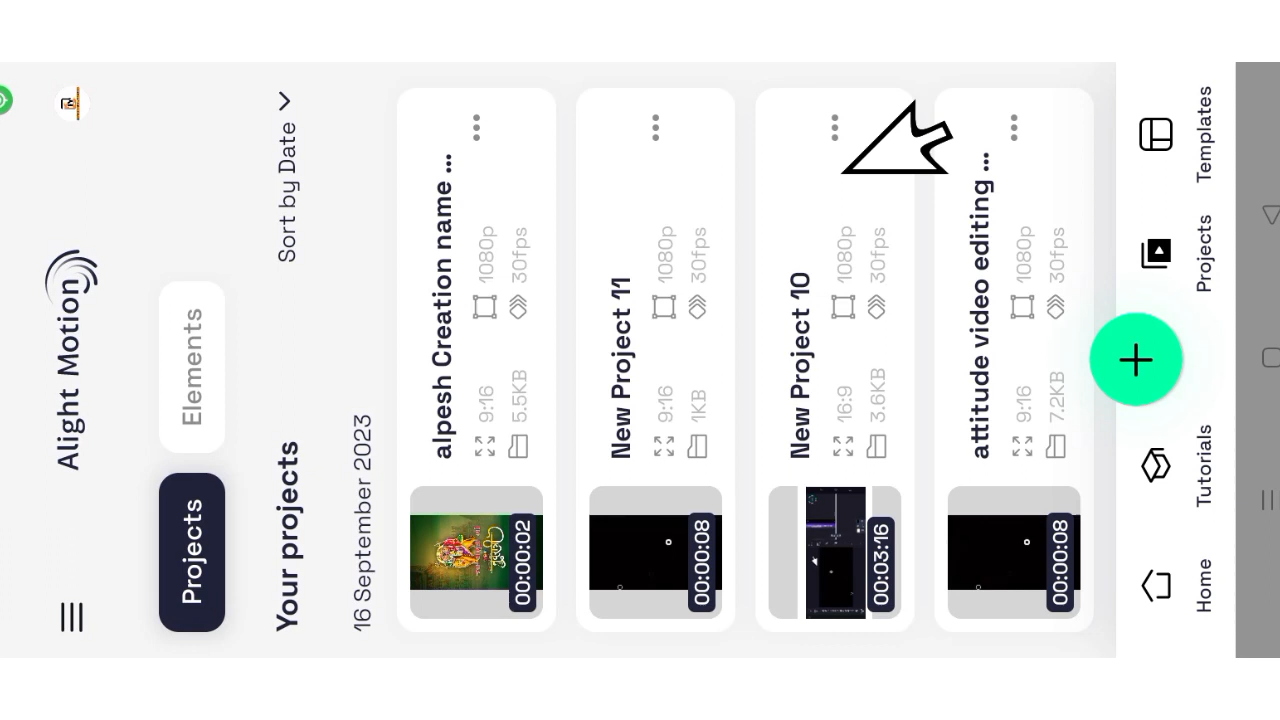 Alight Motion
Projects
Elements
Your projects
Sort by Date
16 September 2023
alpesh Creation name ...
9:16
1080p
5.5KB
30fps
00:00:02
New Project 11
9:16
1080p
1KB
30fps
00:00:08
New Project 10
16:9
1080p
3.6KB
30fps
00:03:16
attitude video editing ...
9:16
1080p
7.2KB
30fps
00:00:08
Home
Tutorials
Projects
Templates